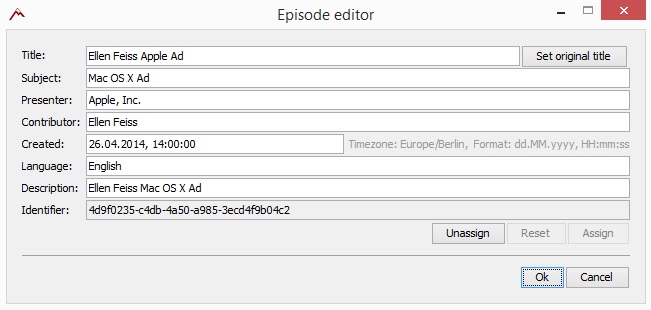 Episode editor
Title: Ellen Feiss Apple Ad Set original title
Subject: Mac OS X Ad
Presenter: Apple, Inc.
Contributor: Ellen Feiss
Created: 26.04.2014, 14:00:00 Timezone: Europe/Berlin, Format: dd.MM.yyyy, HH:mm:ss
Language: English
Description: Ellen Feiss Mac OS X Ad
Identifier: 4d9f0235-c4db-4a50-a985-3ecd4f9b04c2
Unassign Reset Assign
Ok Cancel